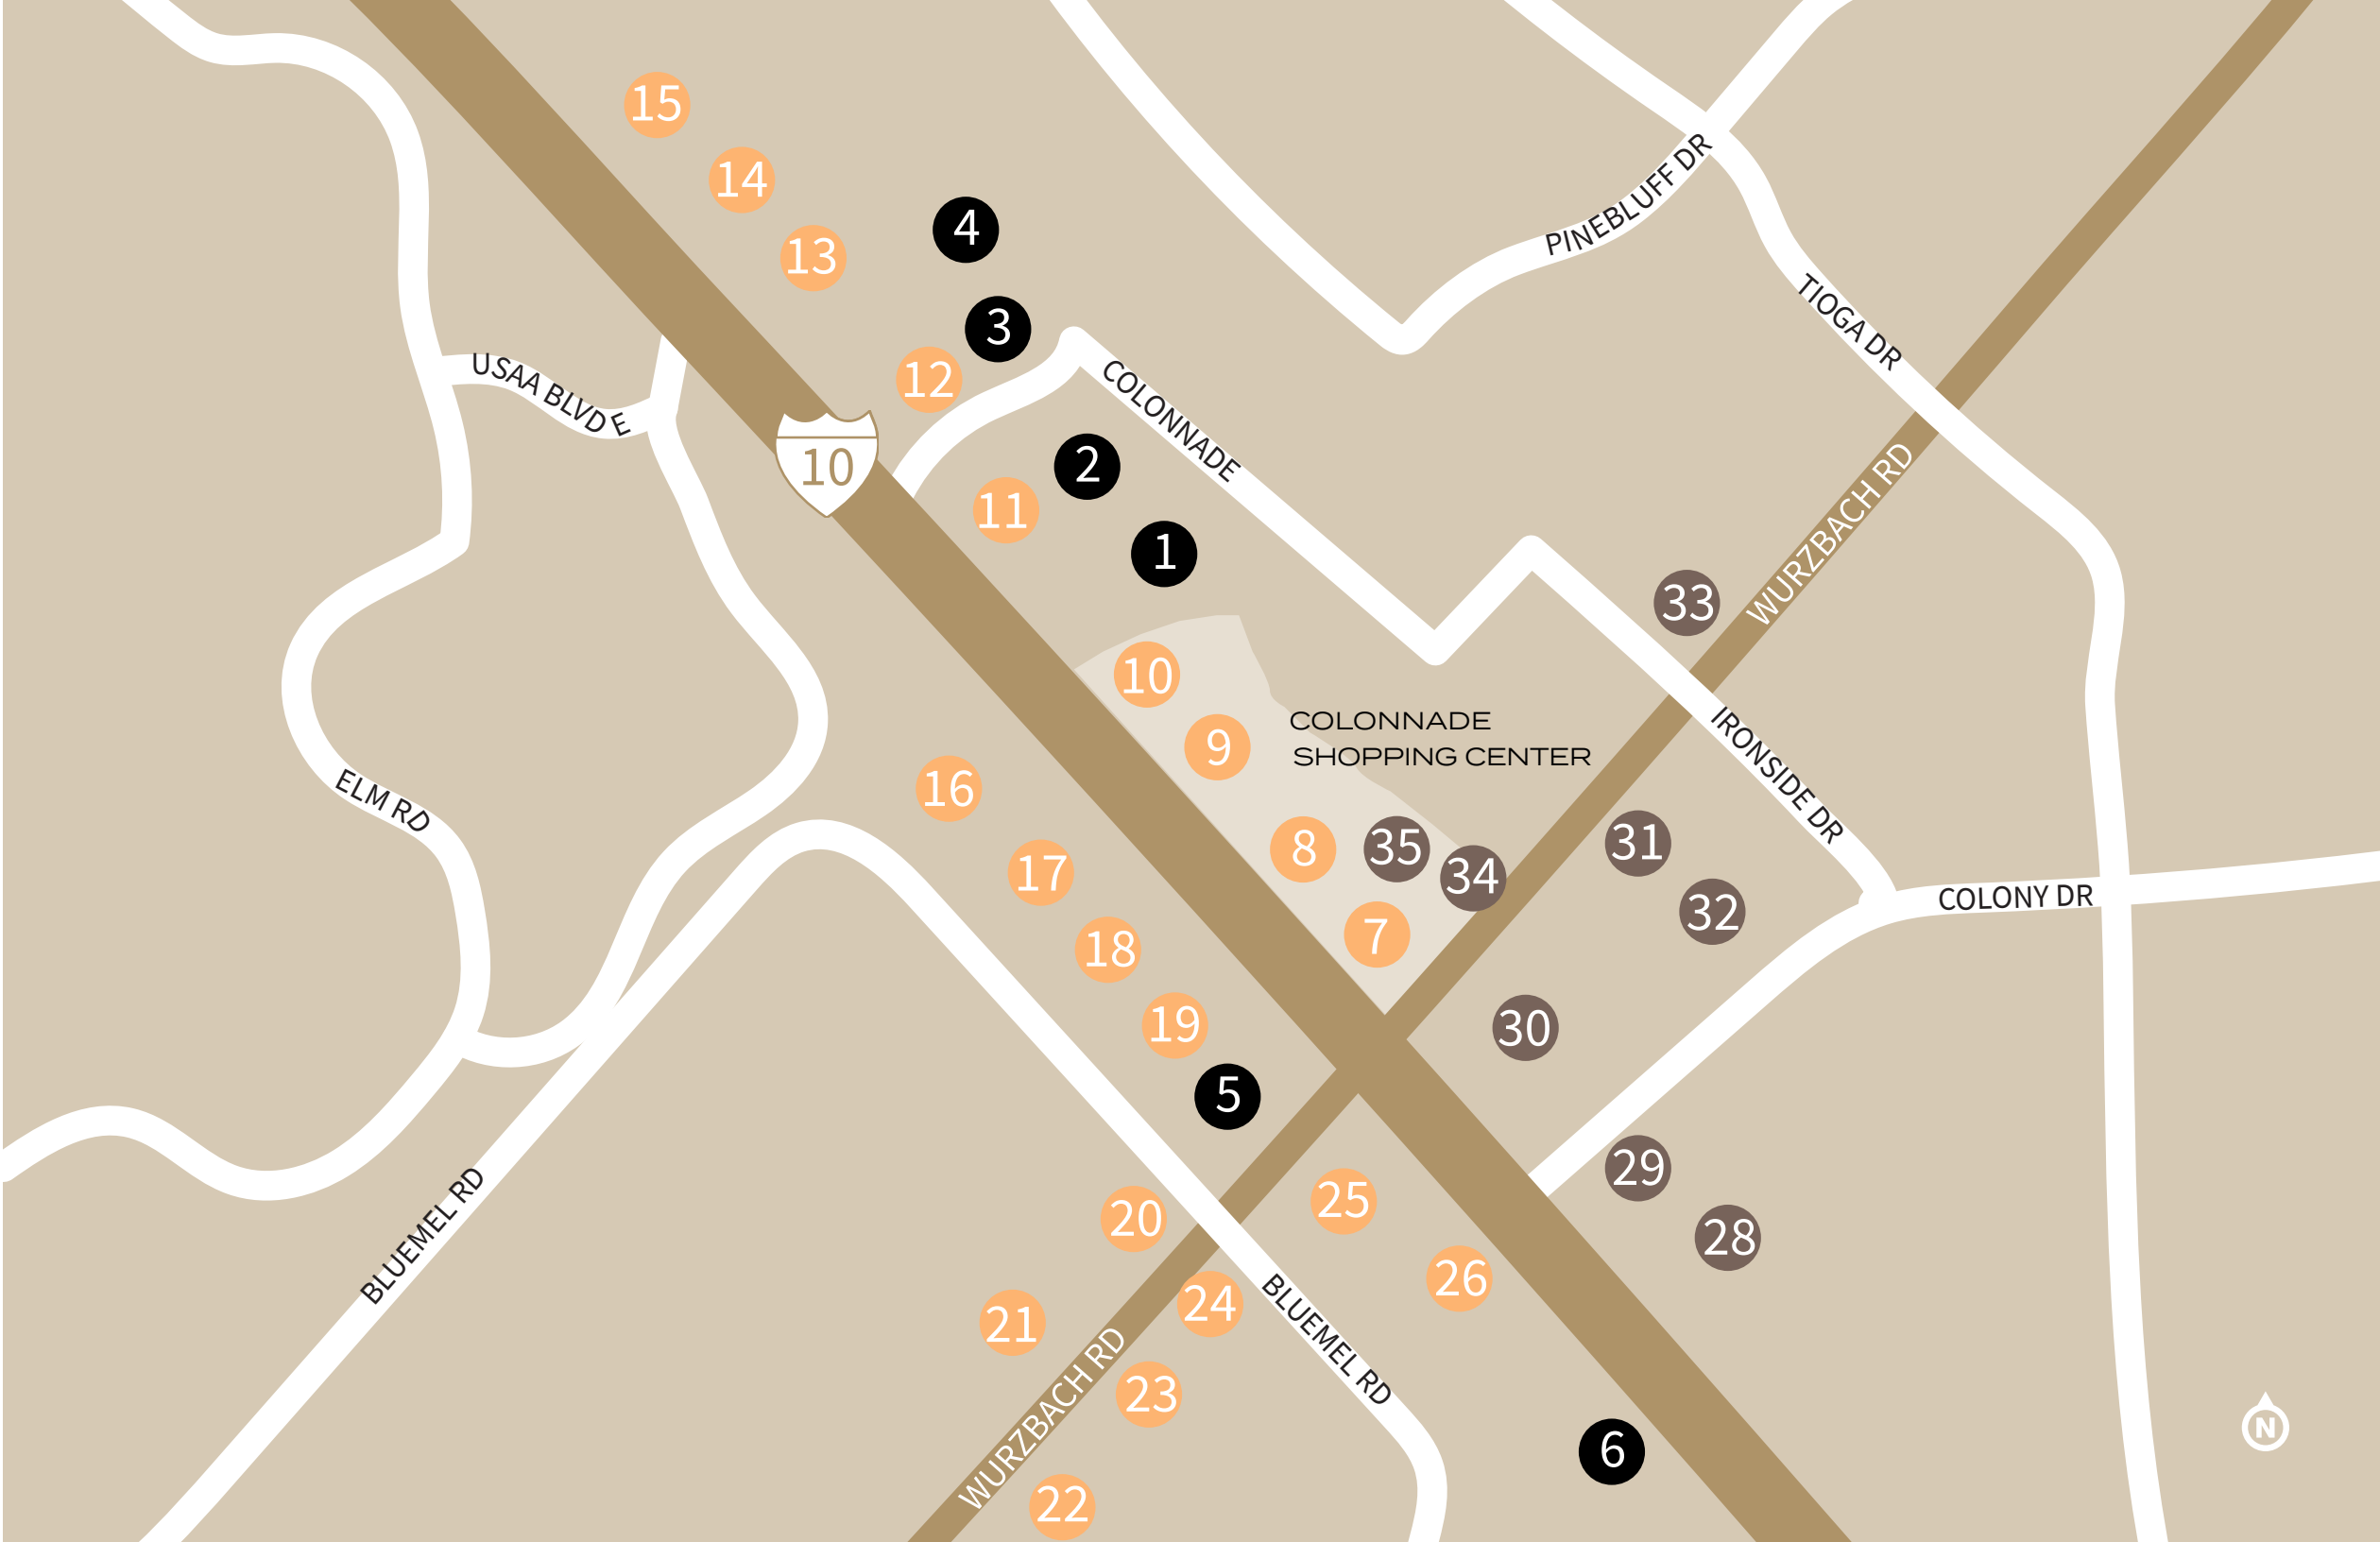 15
14
PINEBLUFF DR
4
13
TIOGA DR
3
USAA BLVD E
12
COLONNADE
10
2
11
WURZBACH RD
1
33
10
COLONNADE
SHOPPING CENTER
9
IRONSIDE DR
16
ELM RD
31
8
35
34
17
COLONY DR
32
7
18
19
30
5
29
BLUEMEL RD
25
20
28
26
24
21
BLUEMEL RD
23
WURZBACH RD
N
6
22